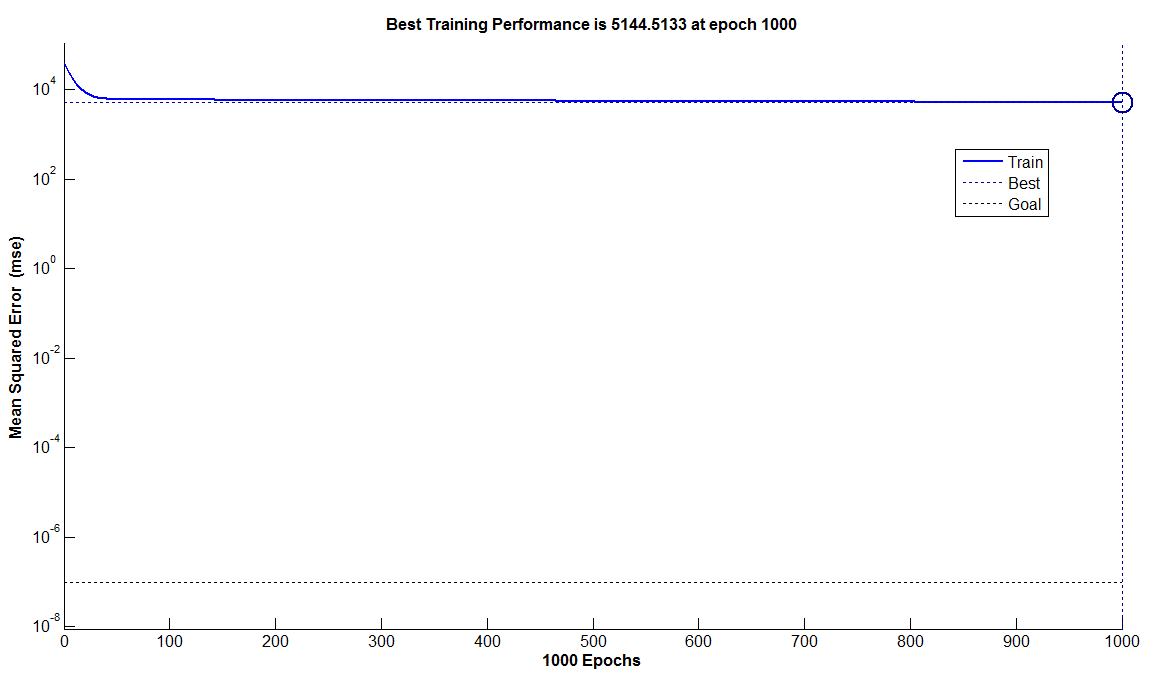 Best Training Performance is 5144.5133 at epoch 1000
10^4
10^2
10^0
10^-2
10^-4
10^-6
10^-8
Mean Squared Error (mse)
Train
Best
Goal
0 100 200 300 400 500 600 700 800 900 1000
1000 Epochs